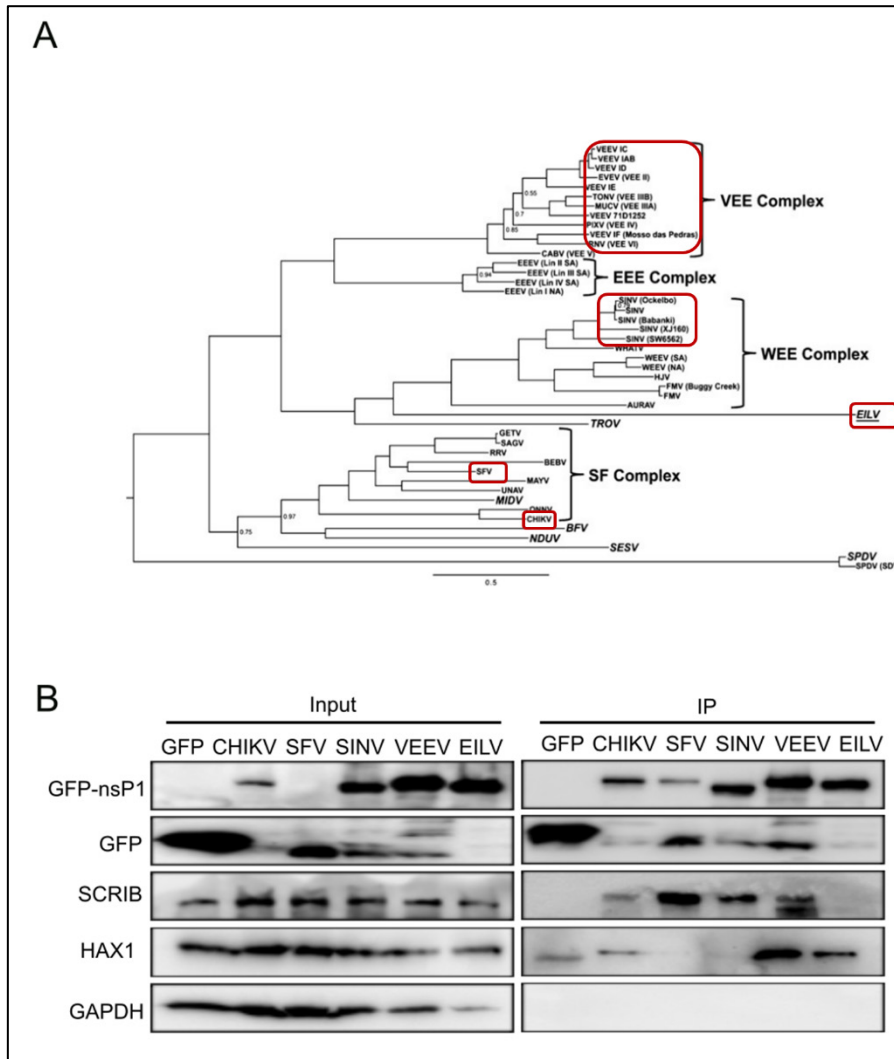 A
VEEV IC
VEEV IAB
VEEV ID
EVEV (VEE II)
VEEV IE
0.55
TONV (VEE IIIB)
MUCV (VEE IIIA)
0.7
VEEV 71D1252
PIXV (VEE IV)
0.85
VEEV IF (Mosso das Pedras)
RNV (VEE VI)
CABV (VEE V)
VEE Complex
EEEV (Lin II SA)
EEEV (Lin III SA)
0.94
EEEV (Lin IV SA)
EEEV (Lin I NA)
EEE Complex
SINV (Ockelbo)
SINV
SINV (Babanki)
SINV (XJ160)
SINV (SW6562)
WHATV
WEEV (SA)
WEEV (NA)
HJV
FMV (Buggy Creek)
FMV
AURAV
WEE Complex
EILV
TROV
GETV
SAGV
RRV
BEBV
SFV
MAYV
UNAV
MIDV
ONNV
CHIKV
SF Complex
0.97
BFV
0.75
NDUV
SESV
SPDV
SPDV (SD
0.5
B
Input
IP
GFP CHIKV SFV SINV VEEV EILV
GFP CHIKV SFV SINV VEEV EILV
GFP-nsP1
GFP
SCRIB
HAX1
GAPDH